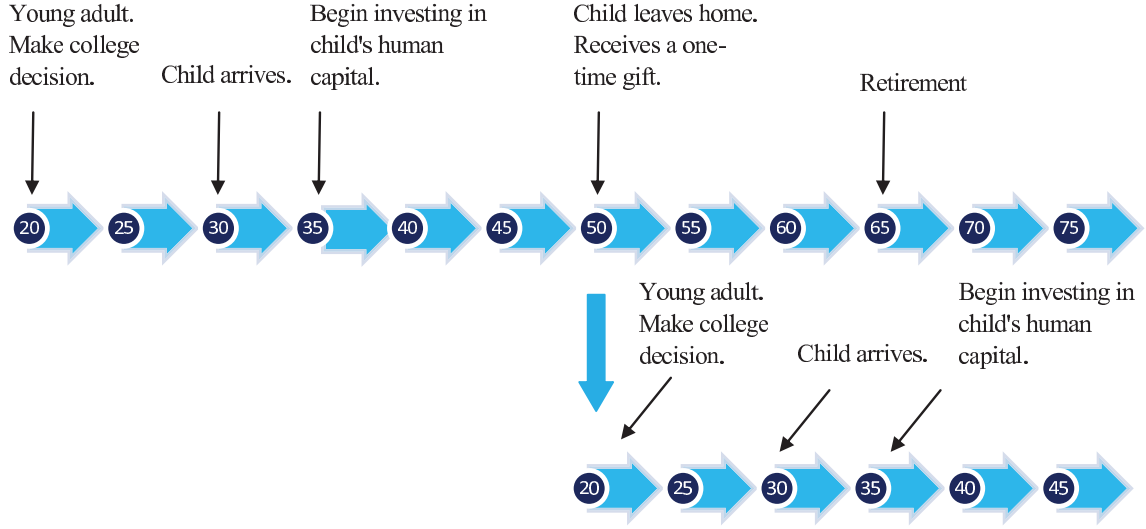 Young adult.
Make college
decision.
Child arrives.
Begin investing in
child's human
capital.
Child leaves home.
Receives a one-
time gift.
Retirement
20 25 30 35 40 45 50 55 60 65 70 75
Young adult.
Make college
decision.
Child arrives.
Begin investing in
child's human
capital.
20 25 30 35 40 45